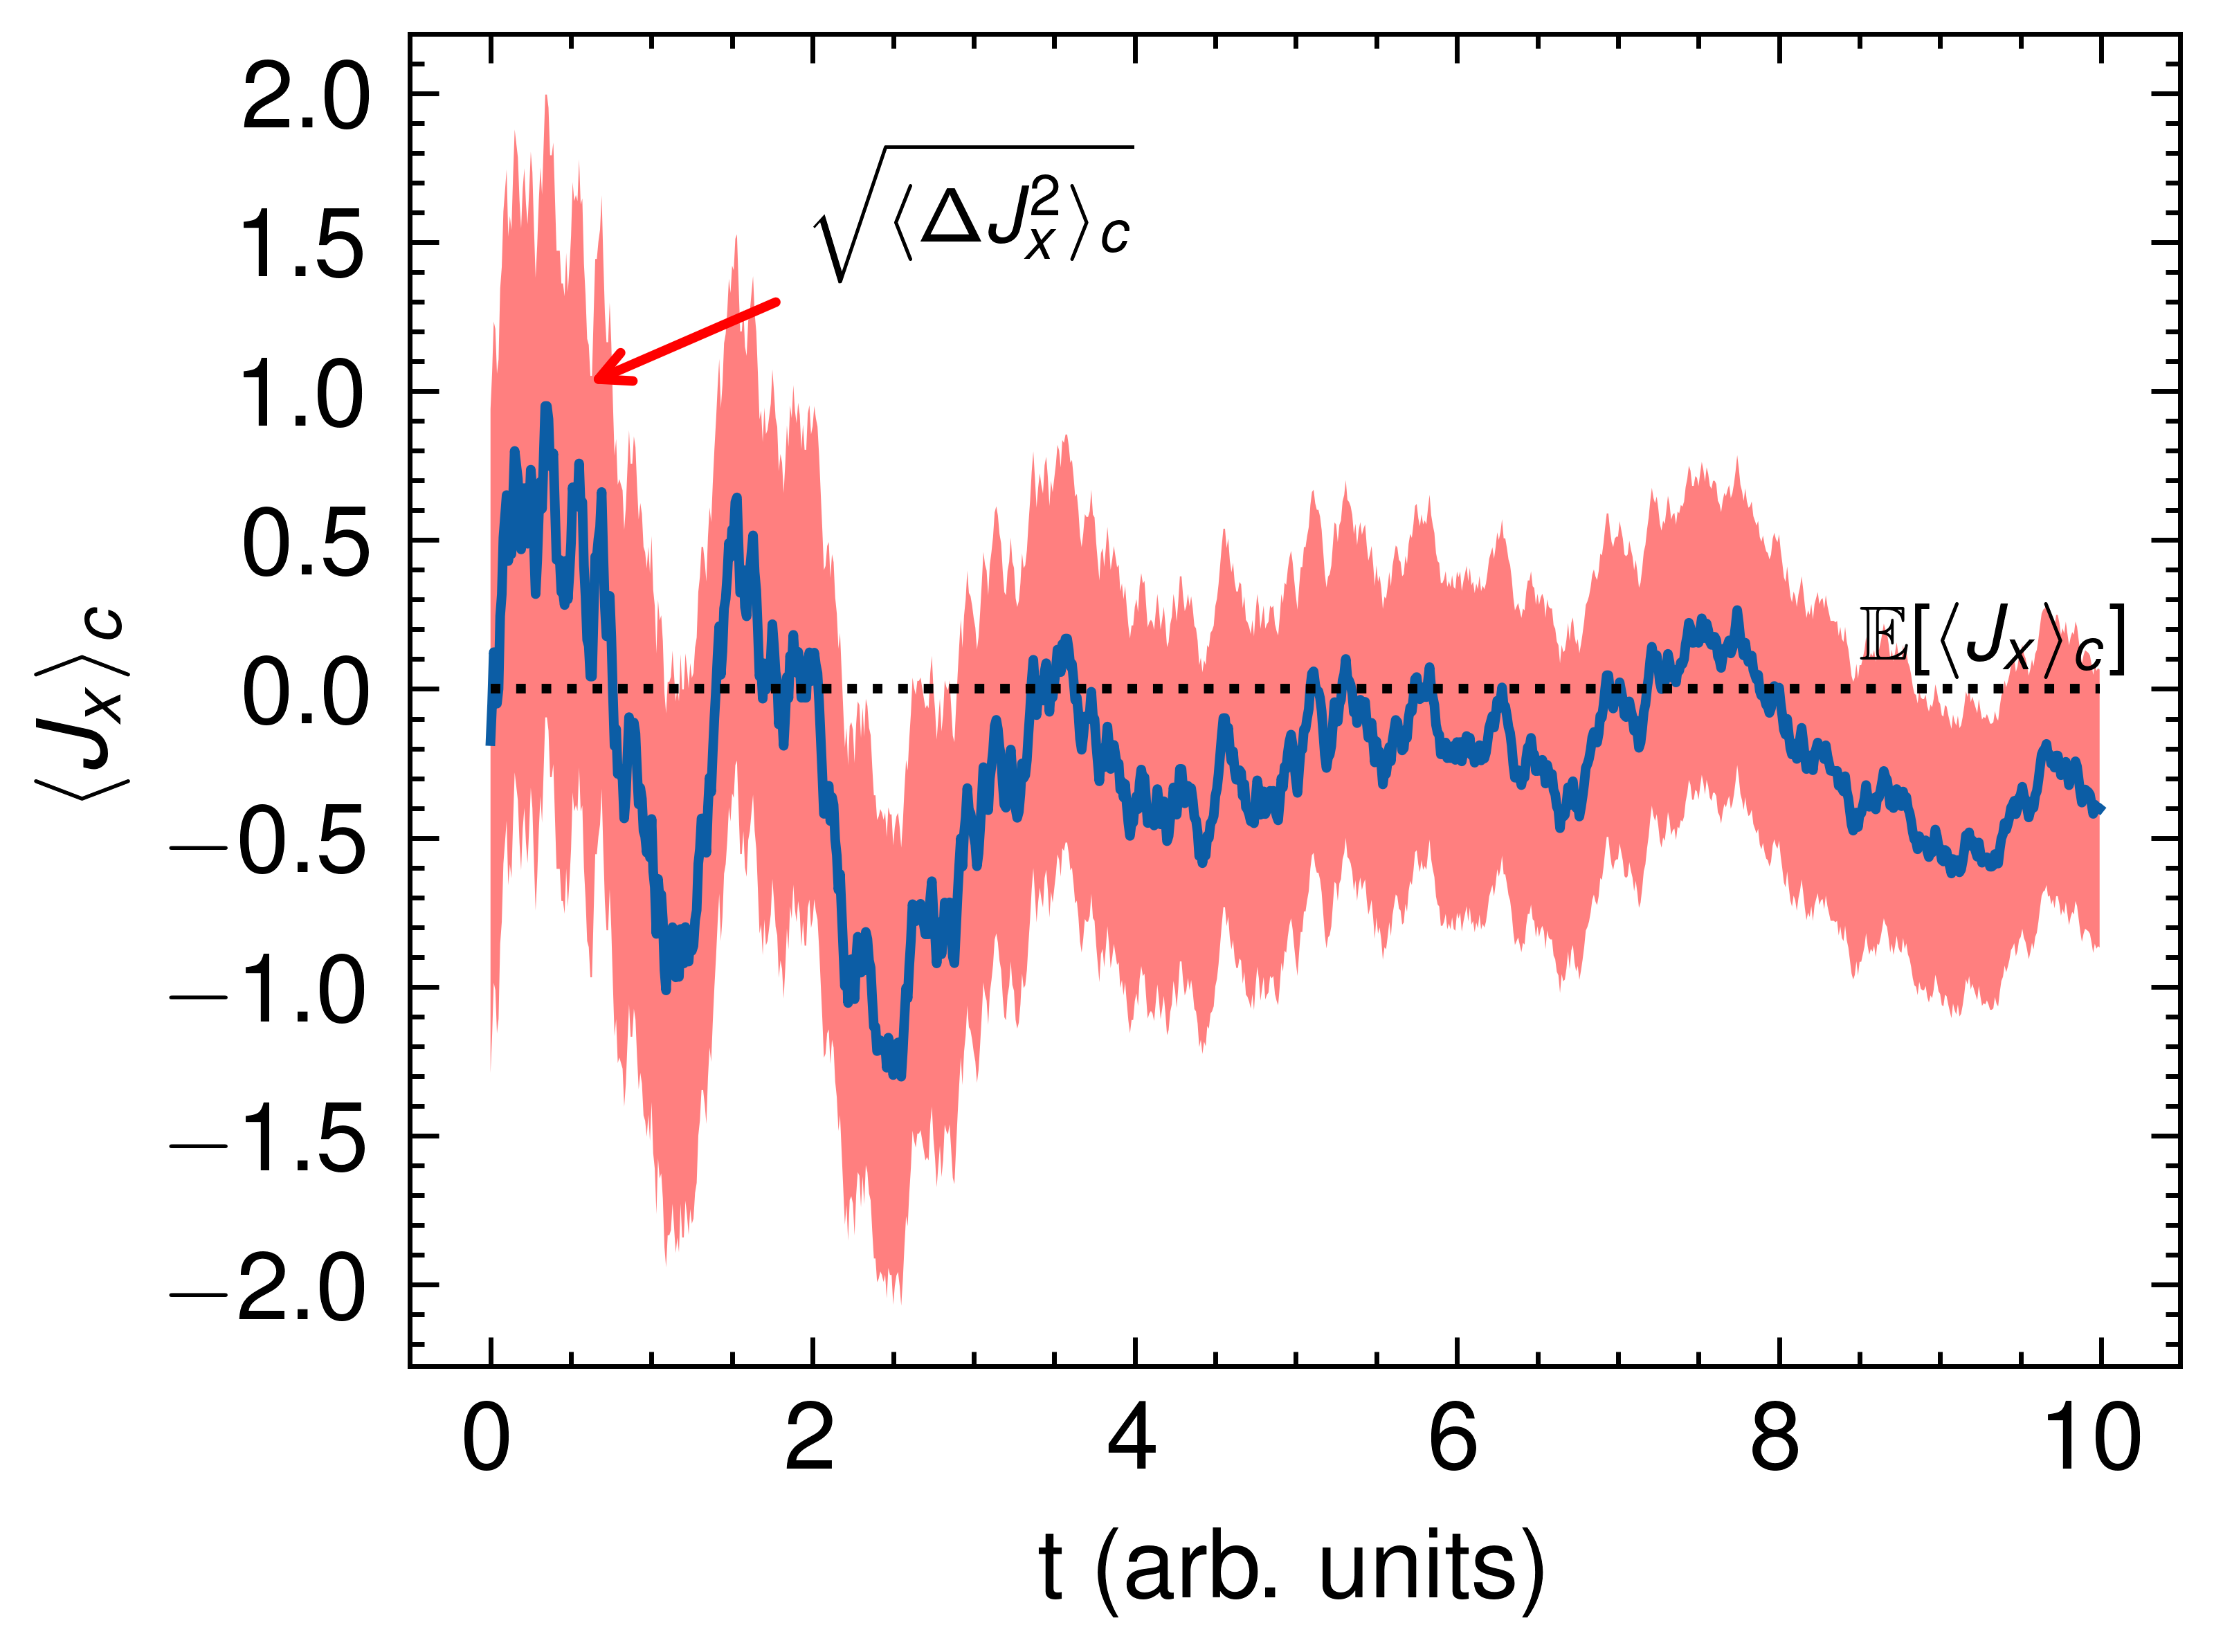 2.0
1.5
1.0
0.5
0.0
−0.5
−1.0
−1.5
−2.0
⟨J_x⟩_c
√⟨ΔJ_x^2⟩_c
𝔼[⟨J_x⟩_c]
0 2 4 6 8 10
t (arb. units)